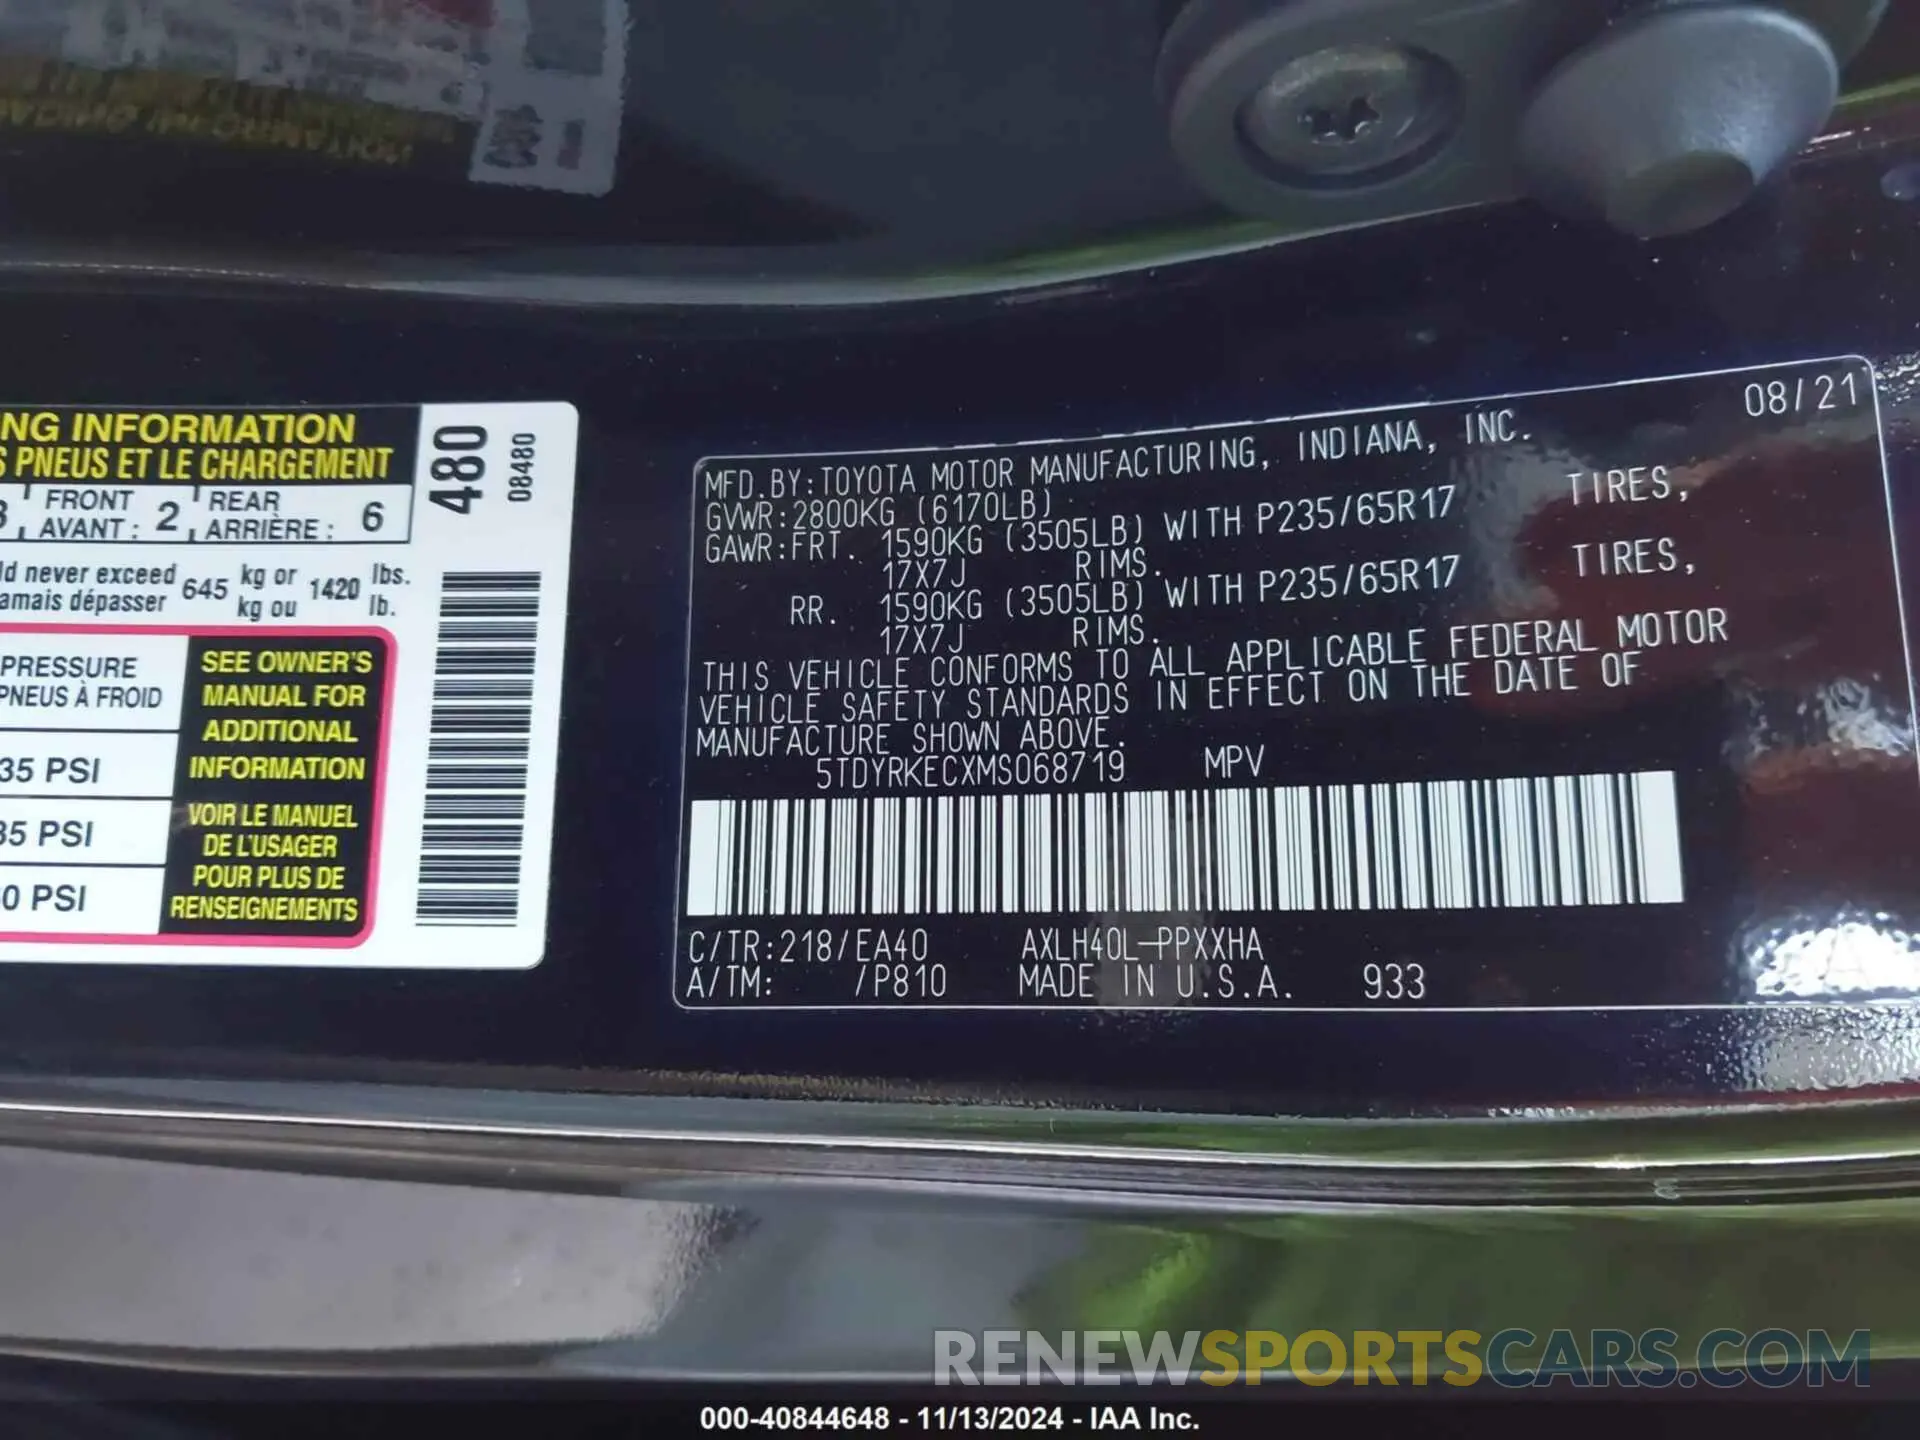 NG INFORMATION
S PNEUS ET LE CHARGEMENT
FRONT 2 REAR 6
AVANT : ARRIÈRE :
ld never exceed 645 kg or 1420 lbs.
amais dépasser kg ou lb.
PRESSURE
PNEUS À FROID
35 PSI
35 PSI
0 PSI
SEE OWNER'S
MANUAL FOR
ADDITIONAL
INFORMATION
VOIR LE MANUEL
DE L'USAGER
POUR PLUS DE
RENSEIGNEMENTS
480
08480
08/21
MFD.BY:TOYOTA MOTOR MANUFACTURING, INDIANA, INC.
GVWR:2800KG (6170LB)
GAWR:FRT. 1590KG (3505LB) WITH P235/65R17 TIRES,
17X7J RIMS.
RR. 1590KG (3505LB) WITH P235/65R17 TIRES,
17X7J RIMS.
THIS VEHICLE CONFORMS TO ALL APPLICABLE FEDERAL MOTOR
VEHICLE SAFETY STANDARDS IN EFFECT ON THE DATE OF
MANUFACTURE SHOWN ABOVE.
5TDYRKECXMS068719 MPV
C/TR:218/EA40 AXLH40L-PPXXHA
A/TM: /P810 MADE IN U.S.A. 933
RENEWSPORTSCARS.COM
000-40844648 - 11/13/2024 - IAA Inc.